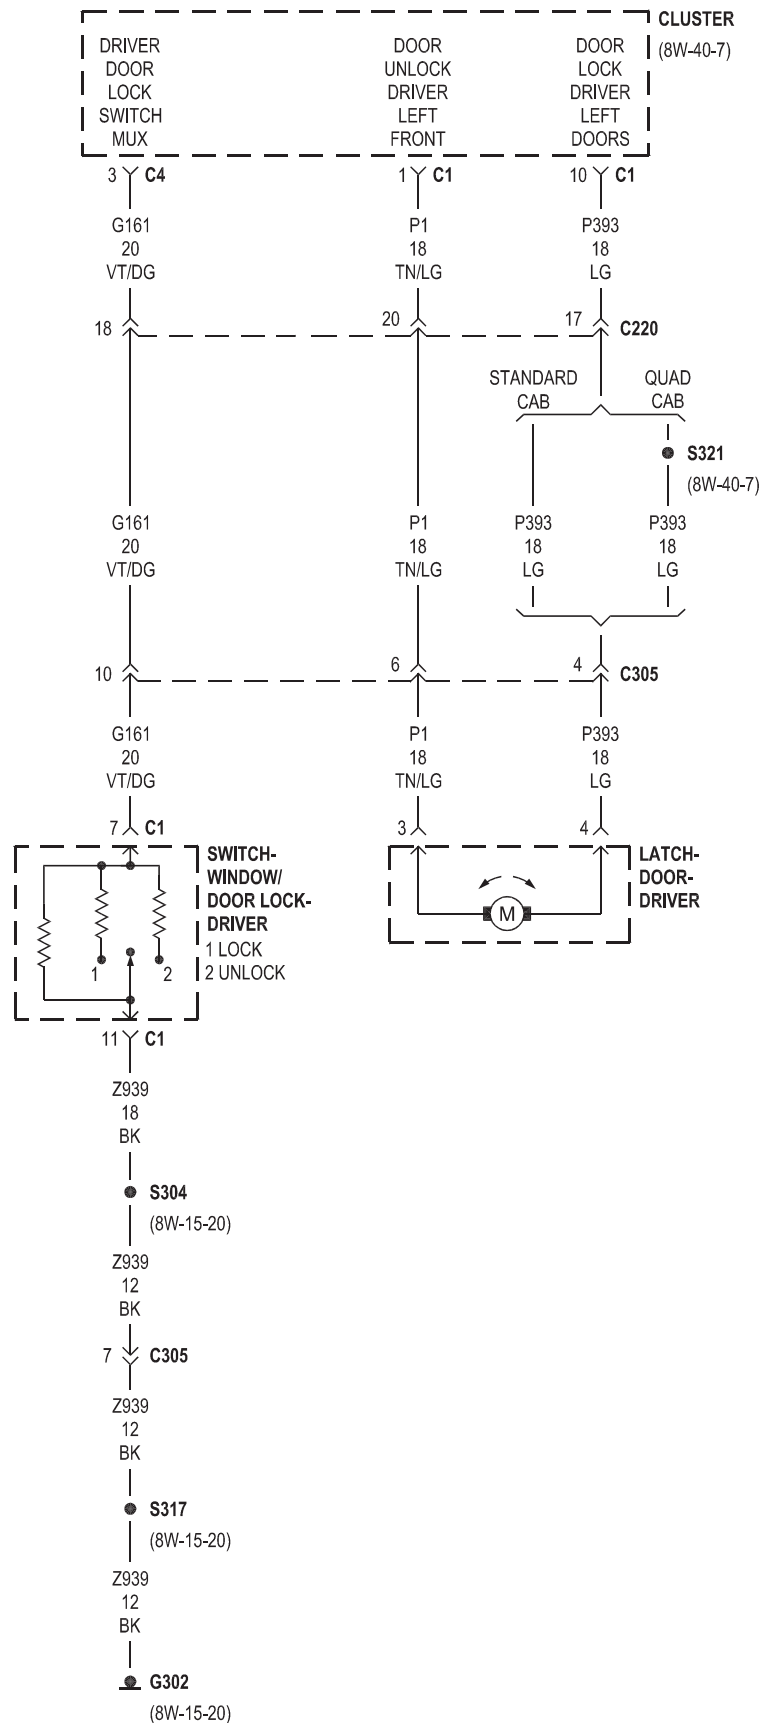 CLUSTER
(8W-40-7)
DRIVER
DOOR
LOCK
SWITCH
MUX
DOOR
UNLOCK
DRIVER
LEFT
FRONT
DOOR
LOCK
DRIVER
LEFT
DOORS
3 C4
1 C1
10 C1
G161
20
VT/DG
P1
18
TN/LG
P393
18
LG
18
20
17
C220
STANDARD
CAB
QUAD
CAB
S321
(8W-40-7)
G161
20
VT/DG
P1
18
TN/LG
P393
18
LG
P393
18
LG
10
6
4
C305
G161
20
VT/DG
P1
18
TN/LG
P393
18
LG
7 C1
3
4
SWITCH-
WINDOW/
DOOR LOCK-
DRIVER
1 LOCK
2 UNLOCK
1
2
LATCH-
DOOR-
DRIVER
M
11 C1
Z939
18
BK
S304
(8W-15-20)
Z939
12
BK
7 C305
Z939
12
BK
S317
(8W-15-20)
Z939
12
BK
G302
(8W-15-20)